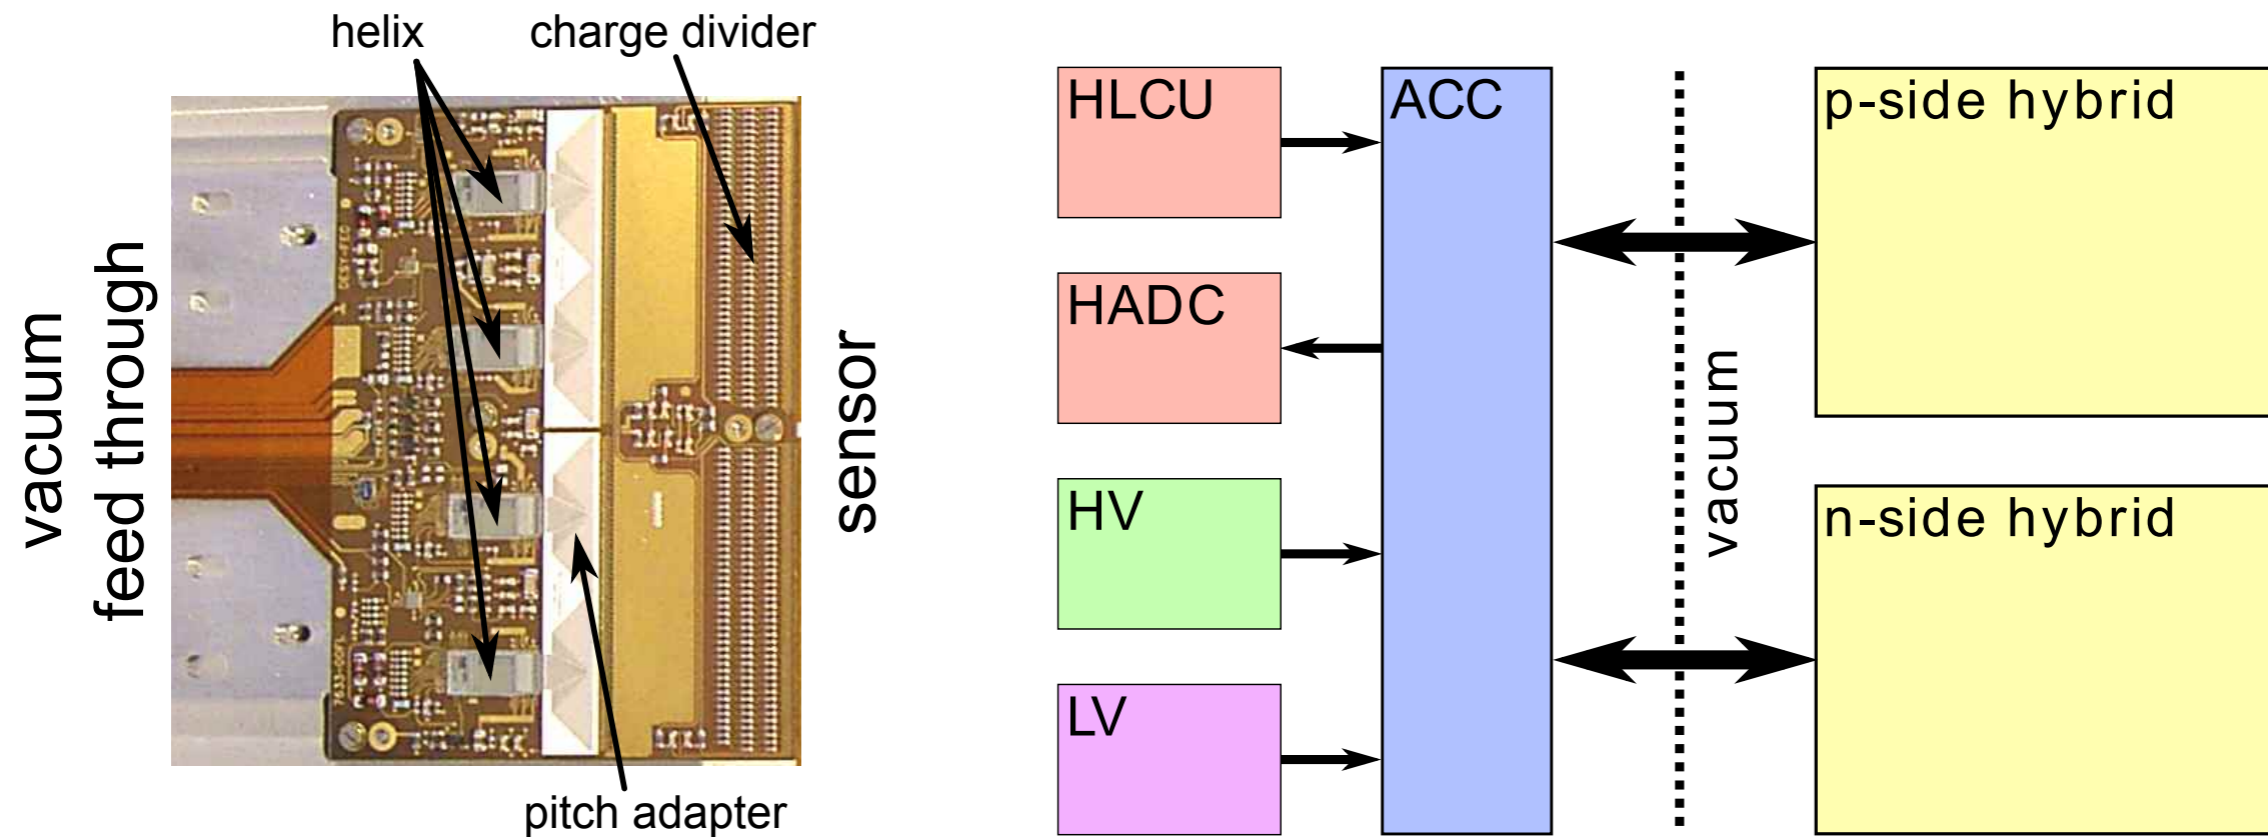 helix
charge divider
vacuum
feed through
sensor
pitch adapter
HLCU
HADC
HV
LV
ACC
vacuum
p-side hybrid
n-side hybrid